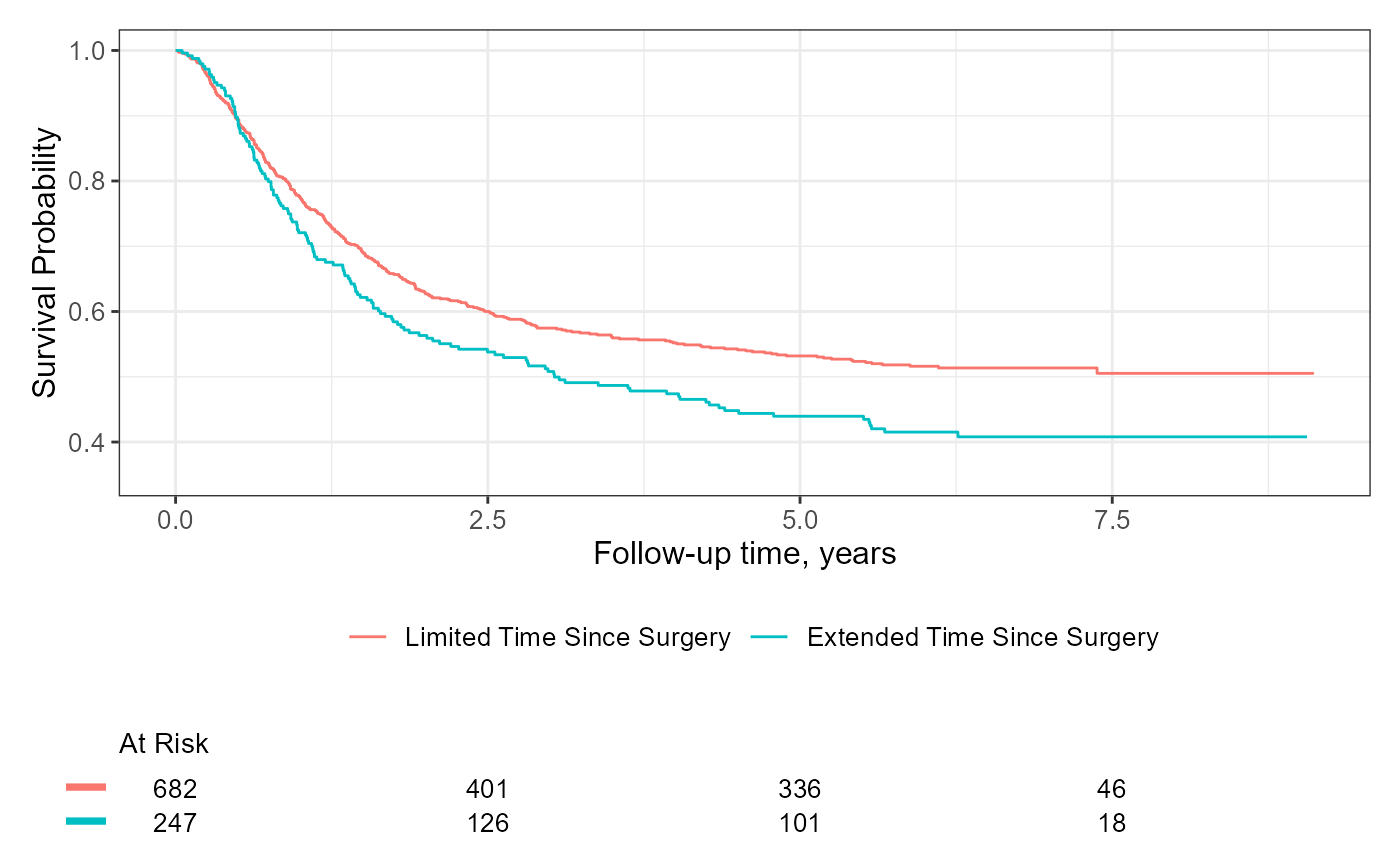 Survival Probability
1.0
0.8
0.6
0.4
0.0 2.5 5.0 7.5
Follow-up time, years
Limited Time Since Surgery Extended Time Since Surgery
At Risk
682 401 336 46
247 126 101 18